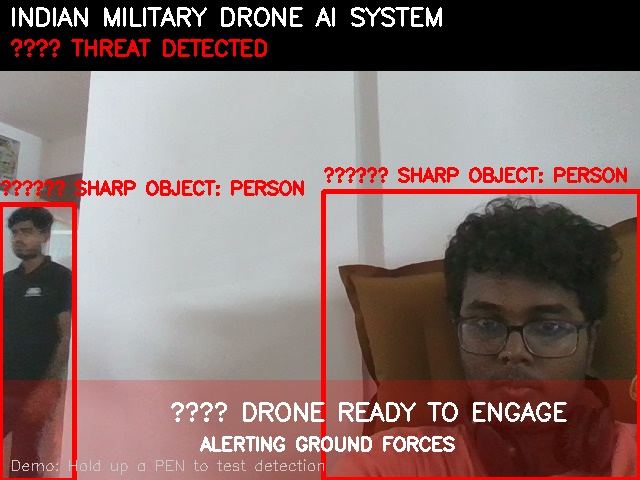 INDIAN MILITARY DRONE AI SYSTEM
???? THREAT DETECTED
?????? SHARP OBJECT: PERSON
?????? SHARP OBJECT: PERSON
???? DRONE READY TO ENGAGE
ALERTING GROUND FORCES
Demo: Hold up a PEN to test detection